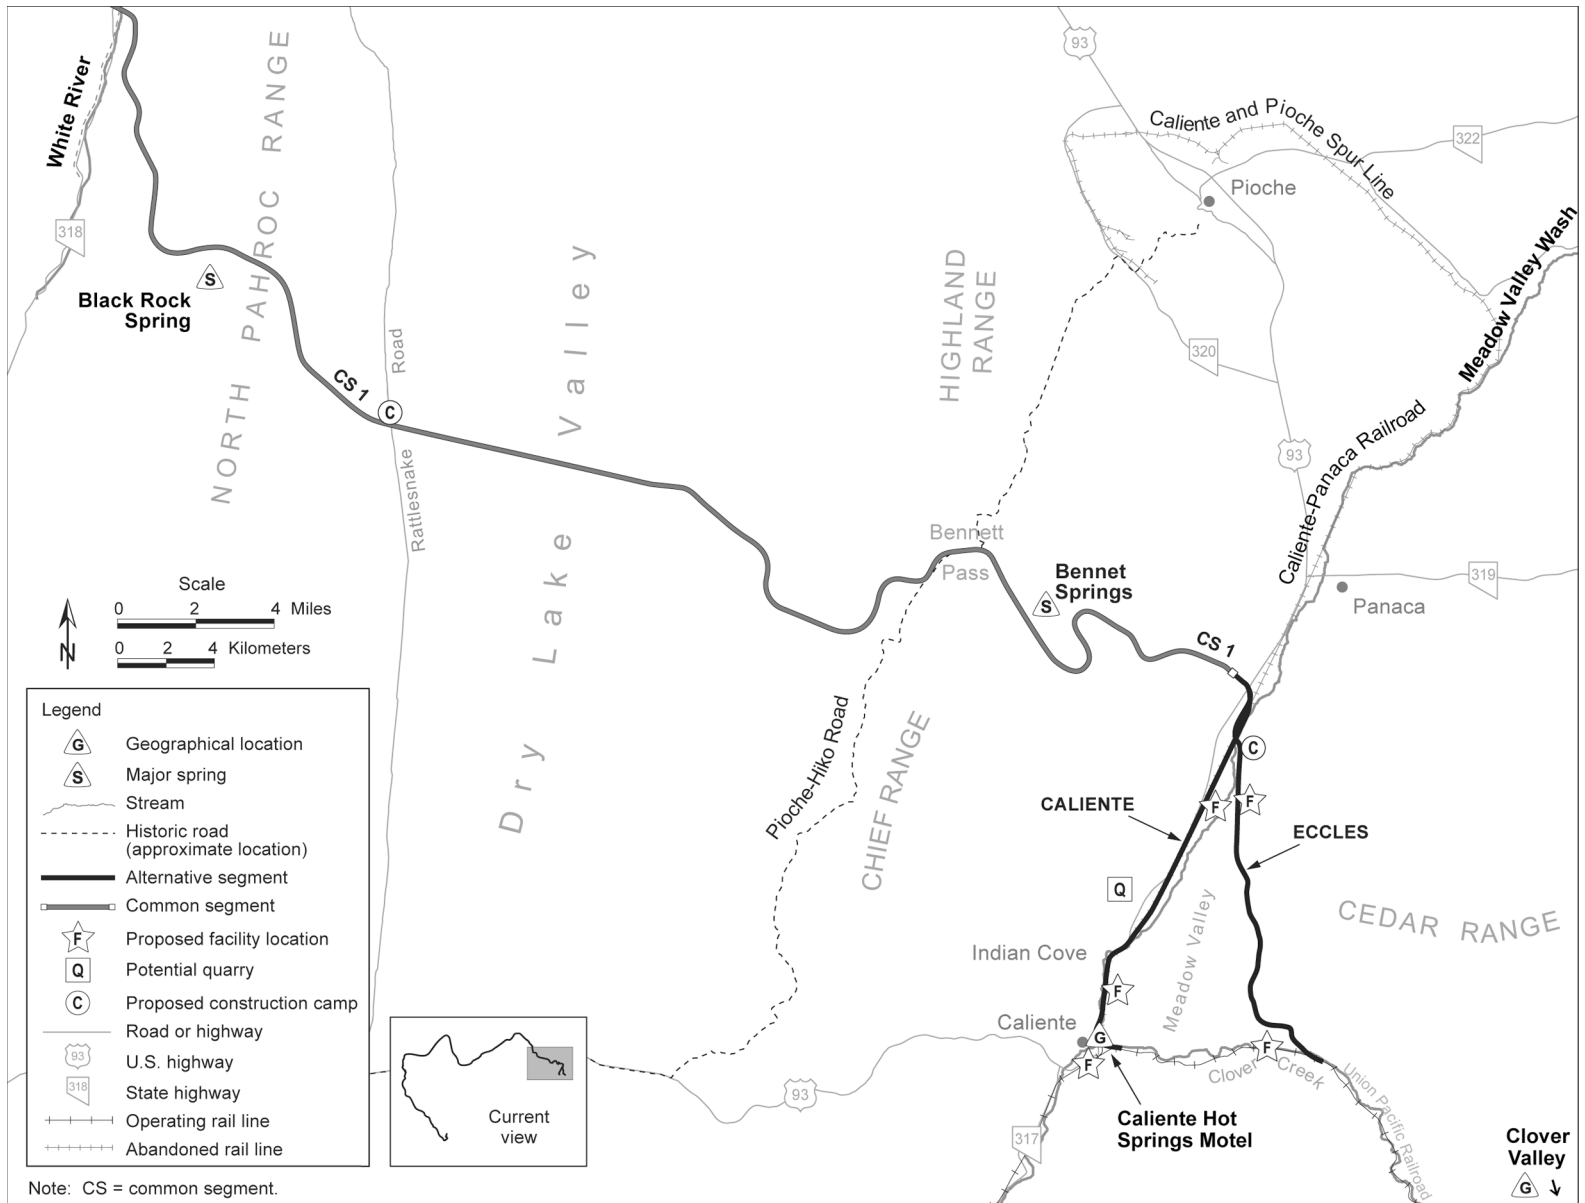 93
White River
NORTH PAHROC RANGE
Caliente and Pioche Spur Line
322
Pioche
318
Meadow Valley Wash
S
Black Rock
Spring
Dry Lake Valley
HIGHLAND
RANGE
Road
320
CS 1
C
Rattlesnake
93
Caliente-Panaca Railroad
Bennett
Pass
Bennet
Springs
S
319
Panaca
Scale
0 2 4 Miles
0 2 4 Kilometers
N
CS 1
Pioche-Hiko Road
CHIEF RANGE
C
CALIENTE
F
F
ECCLES
Q
Meadow Valley
CEDAR RANGE
Indian Cove
F
Caliente
G
F
F
Clover Creek
Union Pacific Railroad
93
Caliente Hot
Springs Motel
317
Clover
Valley
G
Legend
G Geographical location
S Major spring
Stream
Historic road
(approximate location)
Alternative segment
Common segment
F Proposed facility location
Q Potential quarry
C Proposed construction camp
Road or highway
93 U.S. highway
318 State highway
Operating rail line
Abandoned rail line
Current
view
Note: CS = common segment.